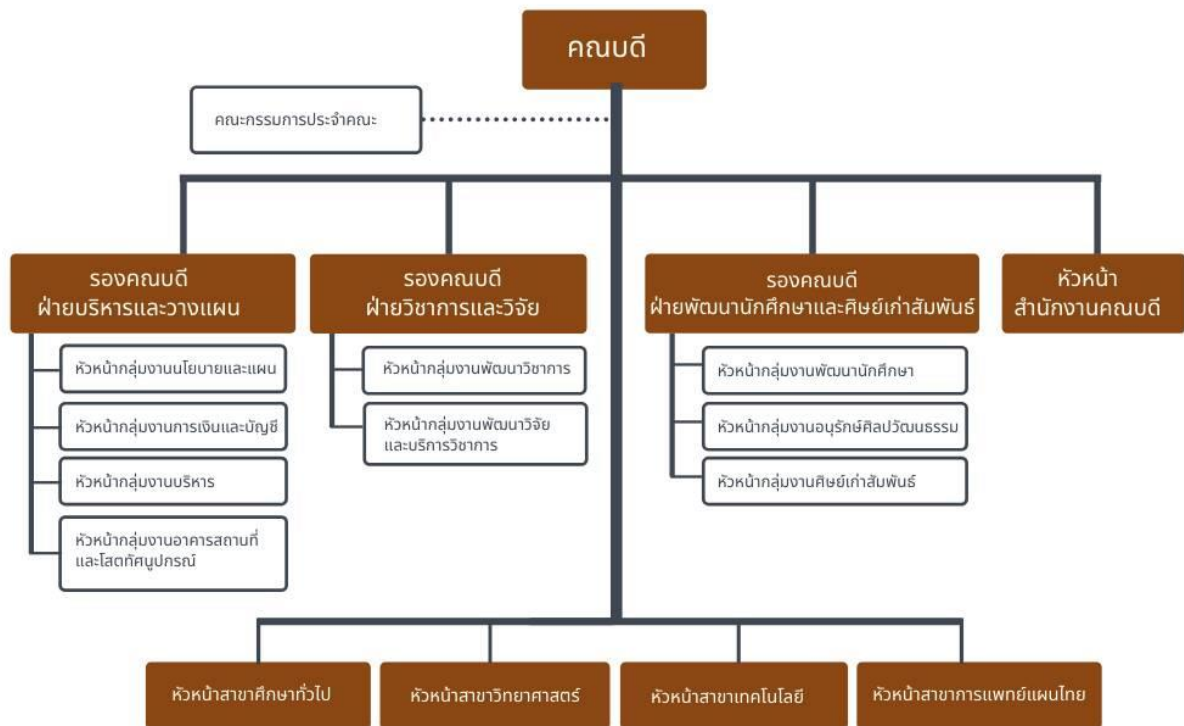 คณบดี
คณะกรรมการประจำคณะ
รองคณบดี
ฝ่ายบริหารและวางแผน
หัวหน้ากลุ่มงานนโยบายและแผน
หัวหน้ากลุ่มงานการเงินและบัญชี
หัวหน้ากลุ่มงานบริหาร
หัวหน้ากลุ่มงานอาคารสถานที่
และโสตทัศนูปกรณ์
รองคณบดี
ฝ่ายวิชาการและวิจัย
หัวหน้ากลุ่มงานพัฒนาวิชาการ
หัวหน้ากลุ่มงานพัฒนาวิจัย
และบริการวิชาการ
รองคณบดี
ฝ่ายพัฒนานักศึกษาและศิษย์เก่าสัมพันธ์
หัวหน้ากลุ่มงานพัฒนานักศึกษา
หัวหน้ากลุ่มงานอนุรักษ์ศิลปวัฒนธรรม
หัวหน้ากลุ่มงานศิษย์เก่าสัมพันธ์
หัวหน้า
สำนักงานคณบดี
หัวหน้าสาขาศึกษาทั่วไป
หัวหน้าสาขาวิทยาศาสตร์
หัวหน้าสาขาเทคโนโลยี
หัวหน้าสาขาการแพทย์แผนไทย